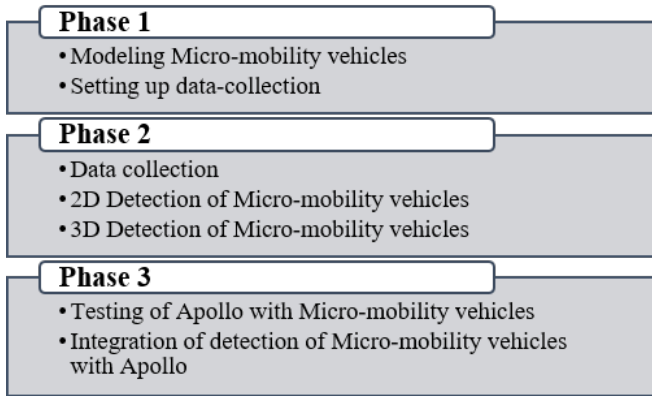 Phase 1
• Modeling Micro-mobility vehicles
• Setting up data-collection
Phase 2
• Data collection
• 2D Detection of Micro-mobility vehicles
• 3D Detection of Micro-mobility vehicles
Phase 3
• Testing of Apollo with Micro-mobility vehicles
• Integration of detection of Micro-mobility vehicles
with Apollo